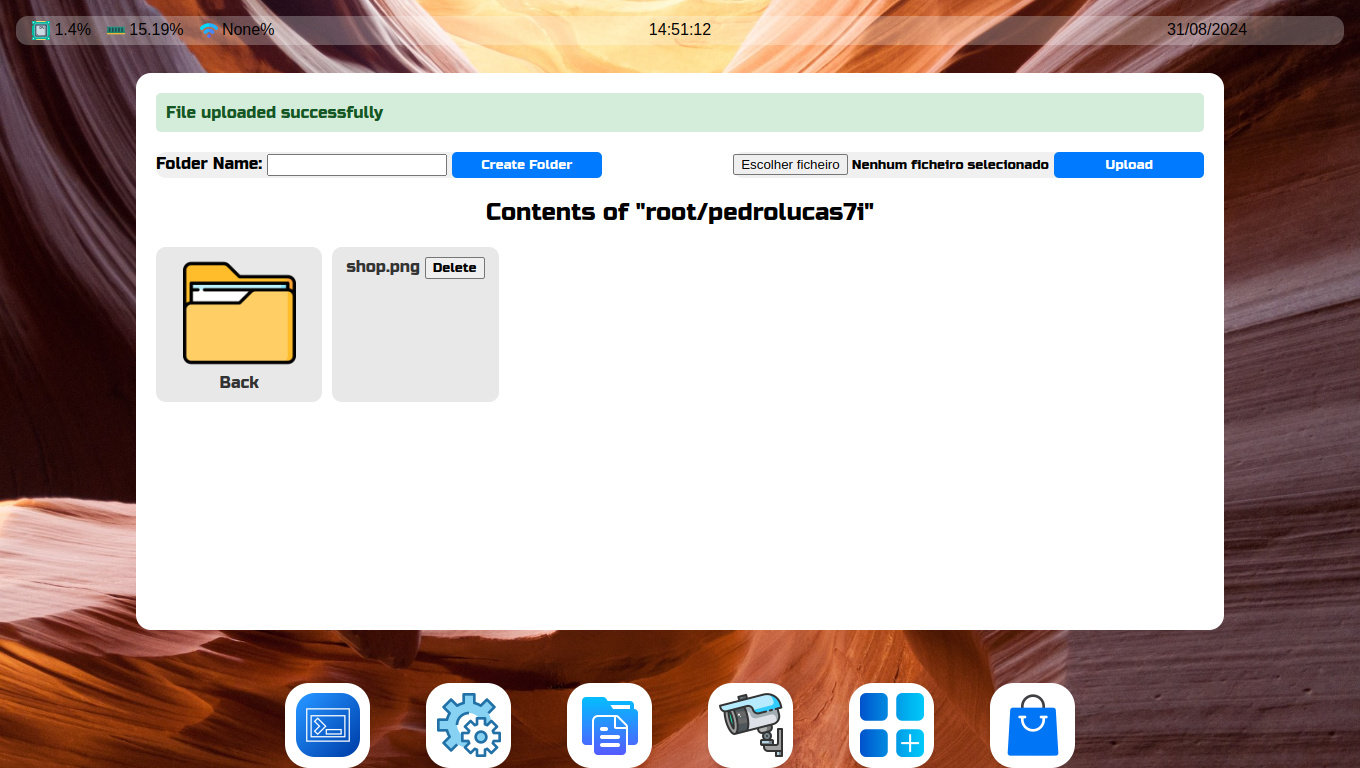 1.4% 15.19% None% 14:51:12 31/08/2024
File uploaded successfully
Folder Name: Create Folder Escolher ficheiro Nenhum ficheiro selecionado Upload
Contents of "root/pedrolucas7i"
shop.png Delete
Back